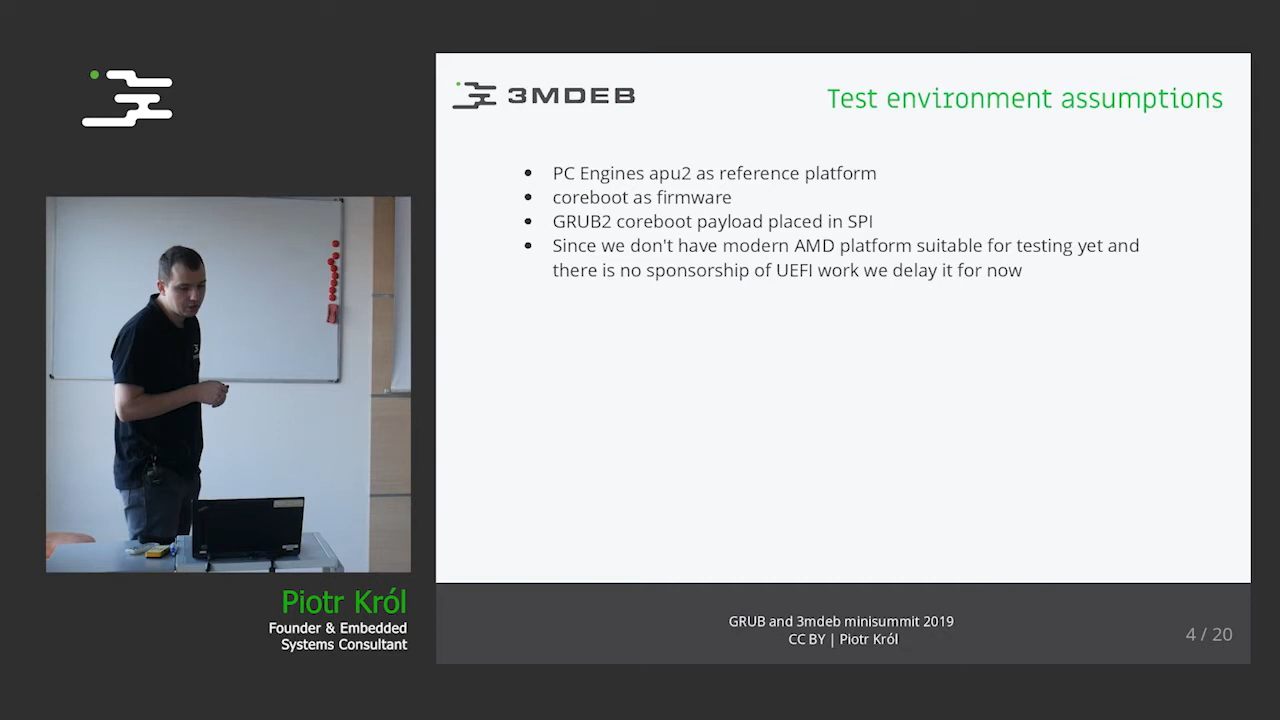 3MDEB
Test environment assumptions
PC Engines apu2 as reference platform
coreboot as firmware
GRUB2 coreboot payload placed in SPI
Since we don't have modern AMD platform suitable for testing yet and
there is no sponsorship of UEFI work we delay it for now
Piotr Król
Founder & Embedded
Systems Consultant
GRUB and 3mdeb minisummit 2019
CC BY | Piotr Król
4 / 20